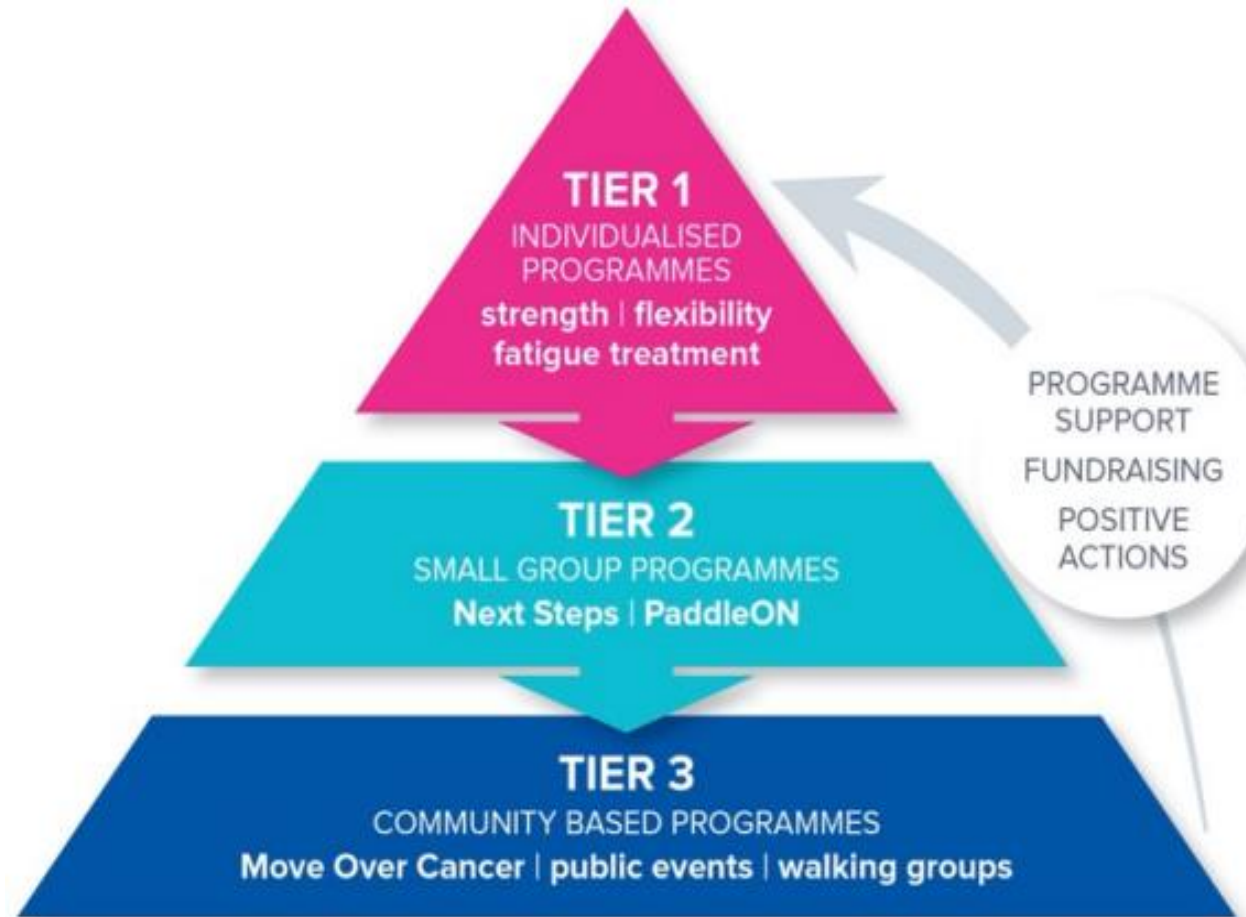 TIER 1
INDIVIDUALISED
PROGRAMMES
strength | flexibility
fatigue treatment
PROGRAMME
SUPPORT
FUNDRAISING
POSITIVE
ACTIONS
TIER 2
SMALL GROUP PROGRAMMES
Next Steps | PaddleON
TIER 3
COMMUNITY BASED PROGRAMMES
Move Over Cancer | public events | walking groups